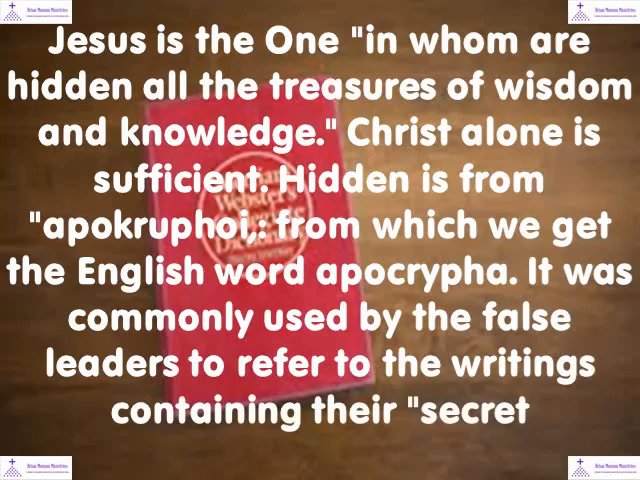 Jesus is the One "in whom are
hidden all the treasures of wisdom
and knowledge." Christ alone is
sufficient. Hidden is from
"apokruphoi,: from which we get
the English word apocrypha. It was
commonly used by the false
leaders to refer to the writings
containing their "secret
Webster's